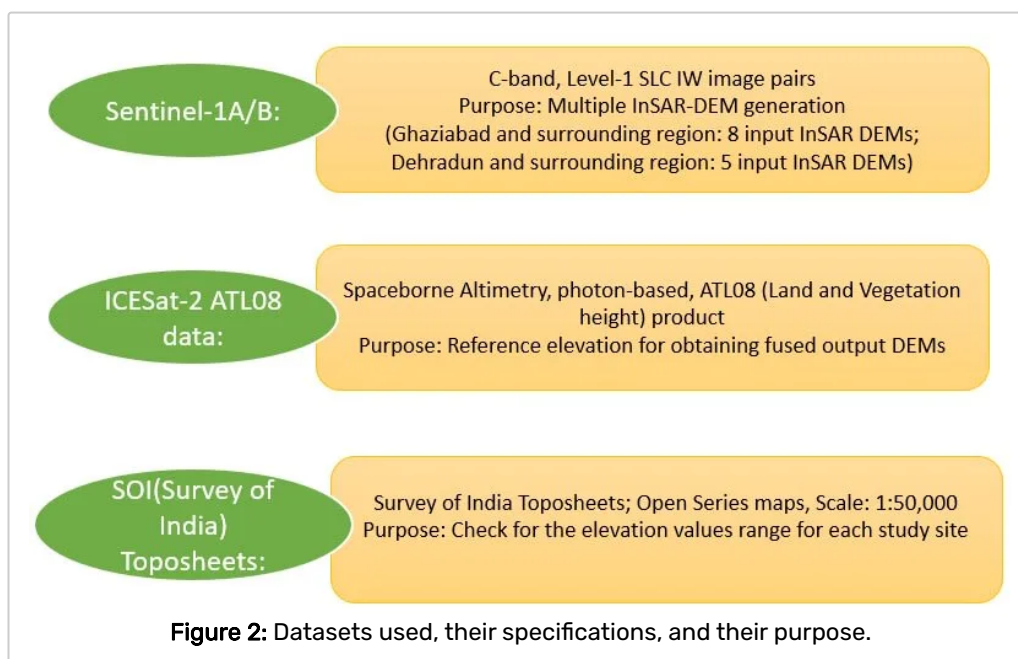 Sentinel-1A/B:
C-band, Level-1 SLC IW image pairs
Purpose: Multiple InSAR-DEM generation
(Ghaziabad and surrounding region: 8 input InSAR DEMs;
Dehradun and surrounding region: 5 input InSAR DEMs)
ICESat-2 ATL08
data:
Spaceborne Altimetry, photon-based, ATL08 (Land and Vegetation
height) product
Purpose: Reference elevation for obtaining fused output DEMs
SOI(Survey of
India)
Toposheets:
Survey of India Toposheets; Open Series maps, Scale: 1:50,000
Purpose: Check for the elevation values range for each study site
Figure 2: Datasets used, their specifications, and their purpose.